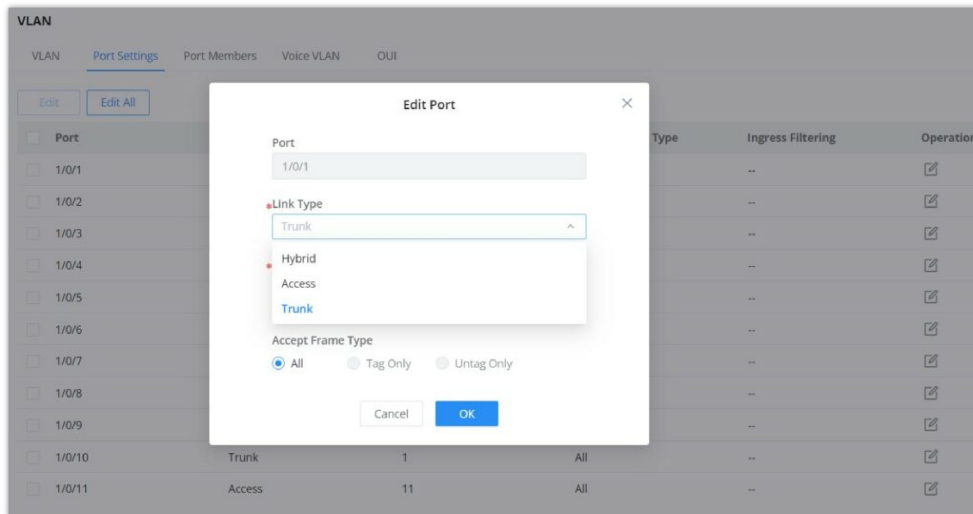 VLAN
VLAN Port Settings Port Members Voice VLAN OUI
Edit Edit All
Edit Port
Port Type Ingress Filtering Operation
Port
1/0/1
1/0/1 --
*Link Type
1/0/2 --
Trunk
1/0/3 --
Hybrid
1/0/4 * --
Access
1/0/5 --
Trunk
1/0/6 --
Accept Frame Type
1/0/7 --
All Tag Only Untag Only
1/0/8 --
Cancel OK
1/0/9 --
1/0/10 Trunk 1 All --
1/0/11 Access 11 All --